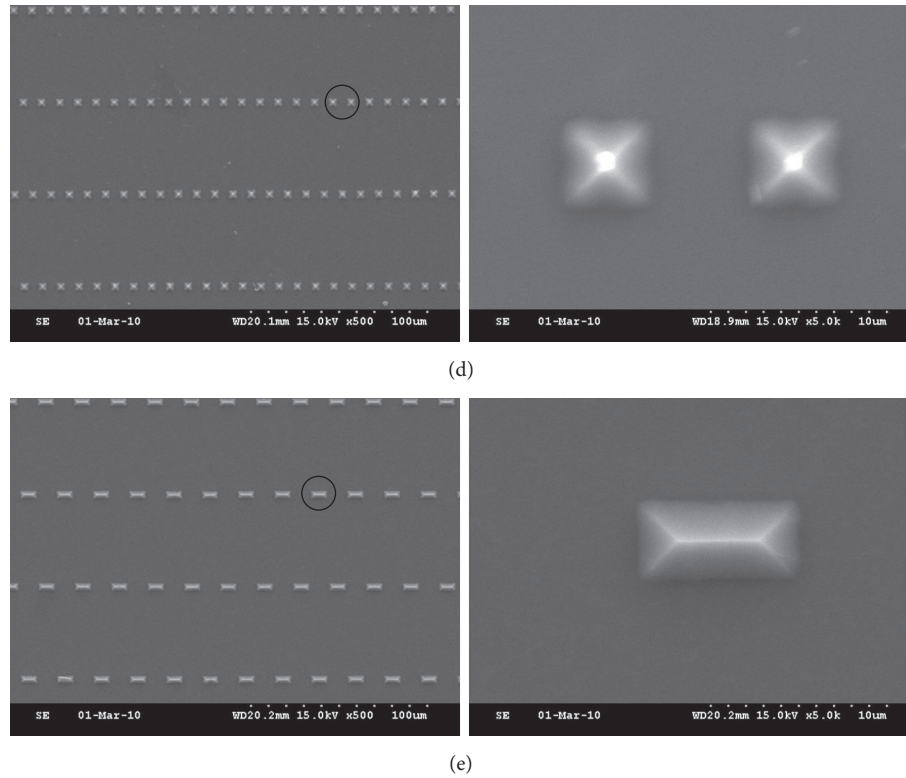 SE 01-Mar-10 WD20.1mm 15.0kV x500 100um
SE 01-Mar-10 WD18.9mm 15.0kV x5.0k 10um
(d)
SE 01-Mar-10 WD20.2mm 15.0kV x500 100um
SE 01-Mar-10 WD20.2mm 15.0kV x5.0k 10um
(e)